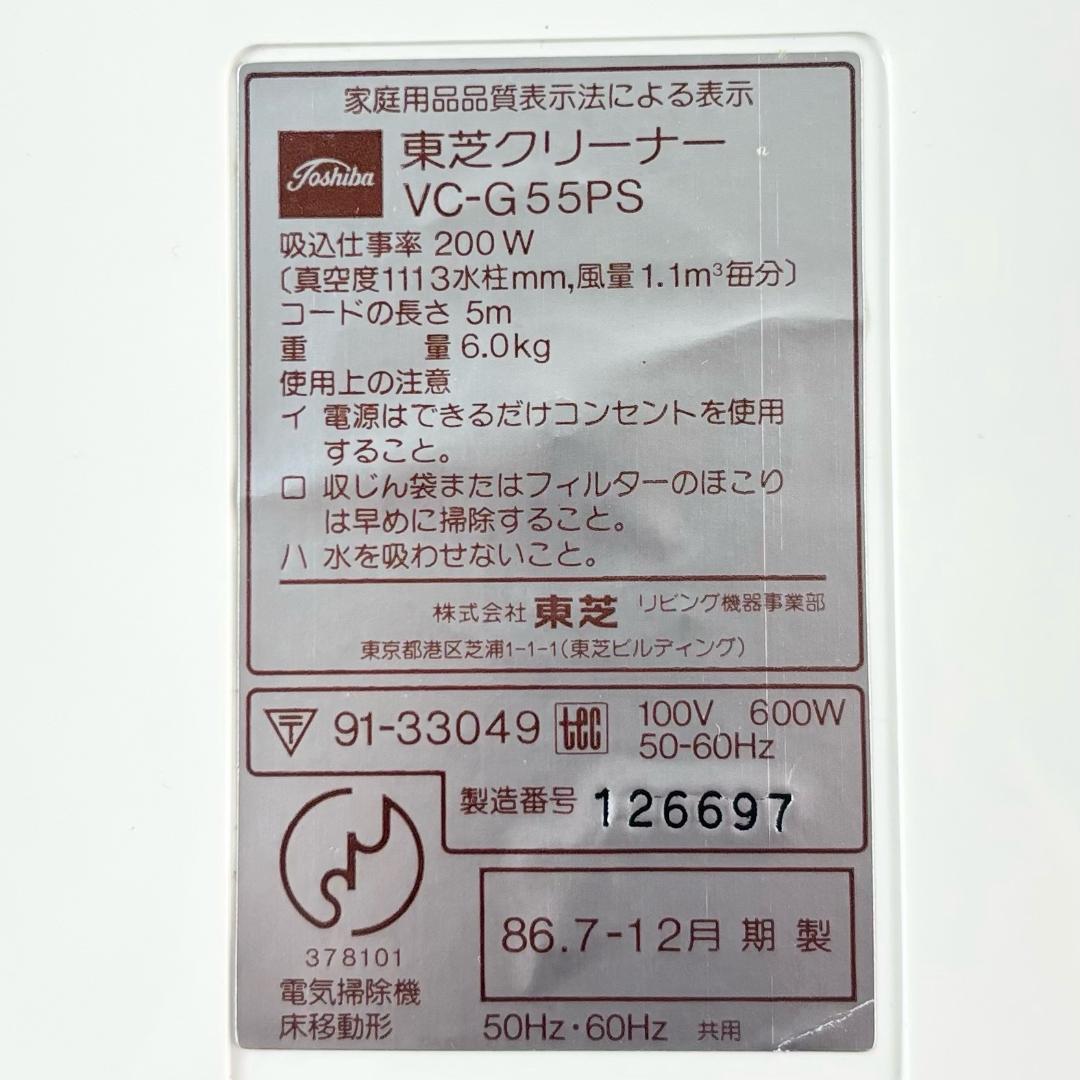 家庭用品品質表示法による表示
Toshiba
東芝クリーナー
VC-G55PS
吸込仕事率 200W
〔真空度1113水柱mm,風量1.1m³毎分〕
コードの長さ 5m
重 量 6.0kg
使用上の注意
イ 電源はできるだけコンセントを使用
することと。
ロ 収じん袋またはフィルターのほこり
は早めに掃除すること。
ハ 水を吸わせないこと。
株式会社 東芝 リビング機器事業部
東京都港区芝浦1-1-1(東芝ビルディング)
〒 91-33049 tec 100V 600W
50-60Hz
製造番号 126697
378101
電気掃除機
床移動形
86.7-12月 期 製
50Hz・60Hz 共用